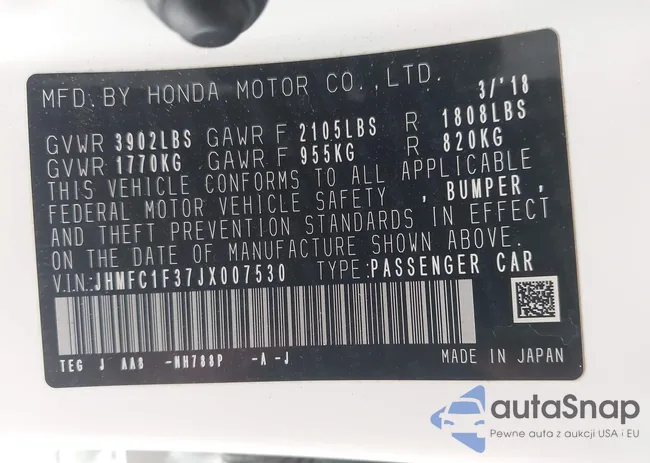 MFD. BY HONDA MOTOR CO., LTD. 3/'18
GVWR 3902LBS GAWR F 2105LBS R 1808LBS
GVWR 1770KG GAWR F 955KG R 820KG
THIS VEHICLE CONFORMS TO ALL APPLICABLE
FEDERAL MOTOR VEHICLE SAFETY , BUMPER ,
AND THEFT PREVENTION STANDARDS IN EFFECT
ON THE DATE OF MANUFACTURE SHOWN ABOVE.
V.I.N.:JHMFC1F37JX007530 TYPE:PASSENGER CAR
TEG J AA8 -NH788P -A -J MADE IN JAPAN
autaSnap
Pewne auta z aukcji USA i EU